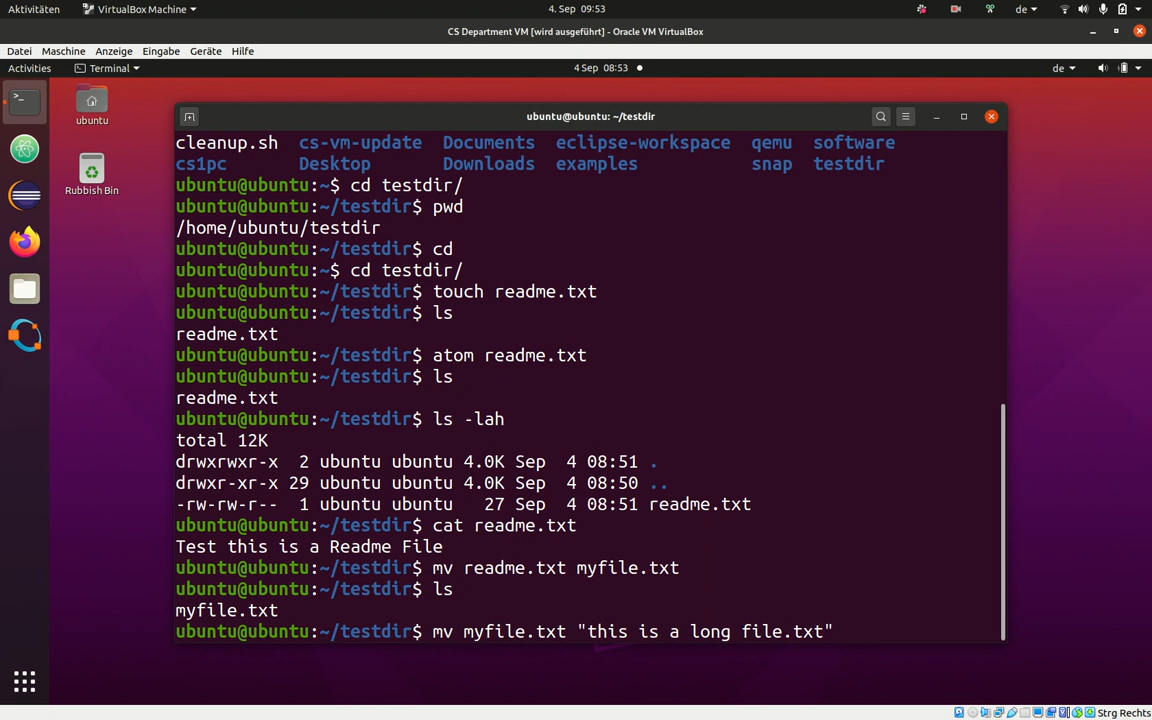 Aktivitäten VirtualBox Machine 4. Sep 09:53 de
CS Department VM [wird ausgeführt] - Oracle VM VirtualBox
Datei Maschine Anzeige Eingabe Geräte Hilfe
Activities Terminal 4 Sep 08:53 de
ubuntu
Rubbish Bin
ubuntu@ubuntu: ~/testdir
cleanup.sh cs-vm-update Documents eclipse-workspace qemu software
cs1pc Desktop Downloads examples snap testdir
ubuntu@ubuntu:~$ cd testdir/
ubuntu@ubuntu:~/testdir$ pwd
/home/ubuntu/testdir
ubuntu@ubuntu:~/testdir$ cd
ubuntu@ubuntu:~$ cd testdir/
ubuntu@ubuntu:~/testdir$ touch readme.txt
ubuntu@ubuntu:~/testdir$ ls
readme.txt
ubuntu@ubuntu:~/testdir$ atom readme.txt
ubuntu@ubuntu:~/testdir$ ls
readme.txt
ubuntu@ubuntu:~/testdir$ ls -lah
total 12K
drwxrwxr-x 2 ubuntu ubuntu 4.0K Sep 4 08:51 .
drwxr-xr-x 29 ubuntu ubuntu 4.0K Sep 4 08:50 ..
-rw-rw-r-- 1 ubuntu ubuntu 27 Sep 4 08:51 readme.txt
ubuntu@ubuntu:~/testdir$ cat readme.txt
Test this is a Readme File
ubuntu@ubuntu:~/testdir$ mv readme.txt myfile.txt
ubuntu@ubuntu:~/testdir$ ls
myfile.txt
ubuntu@ubuntu:~/testdir$ mv myfile.txt "this is a long file.txt"
Strg Rechts